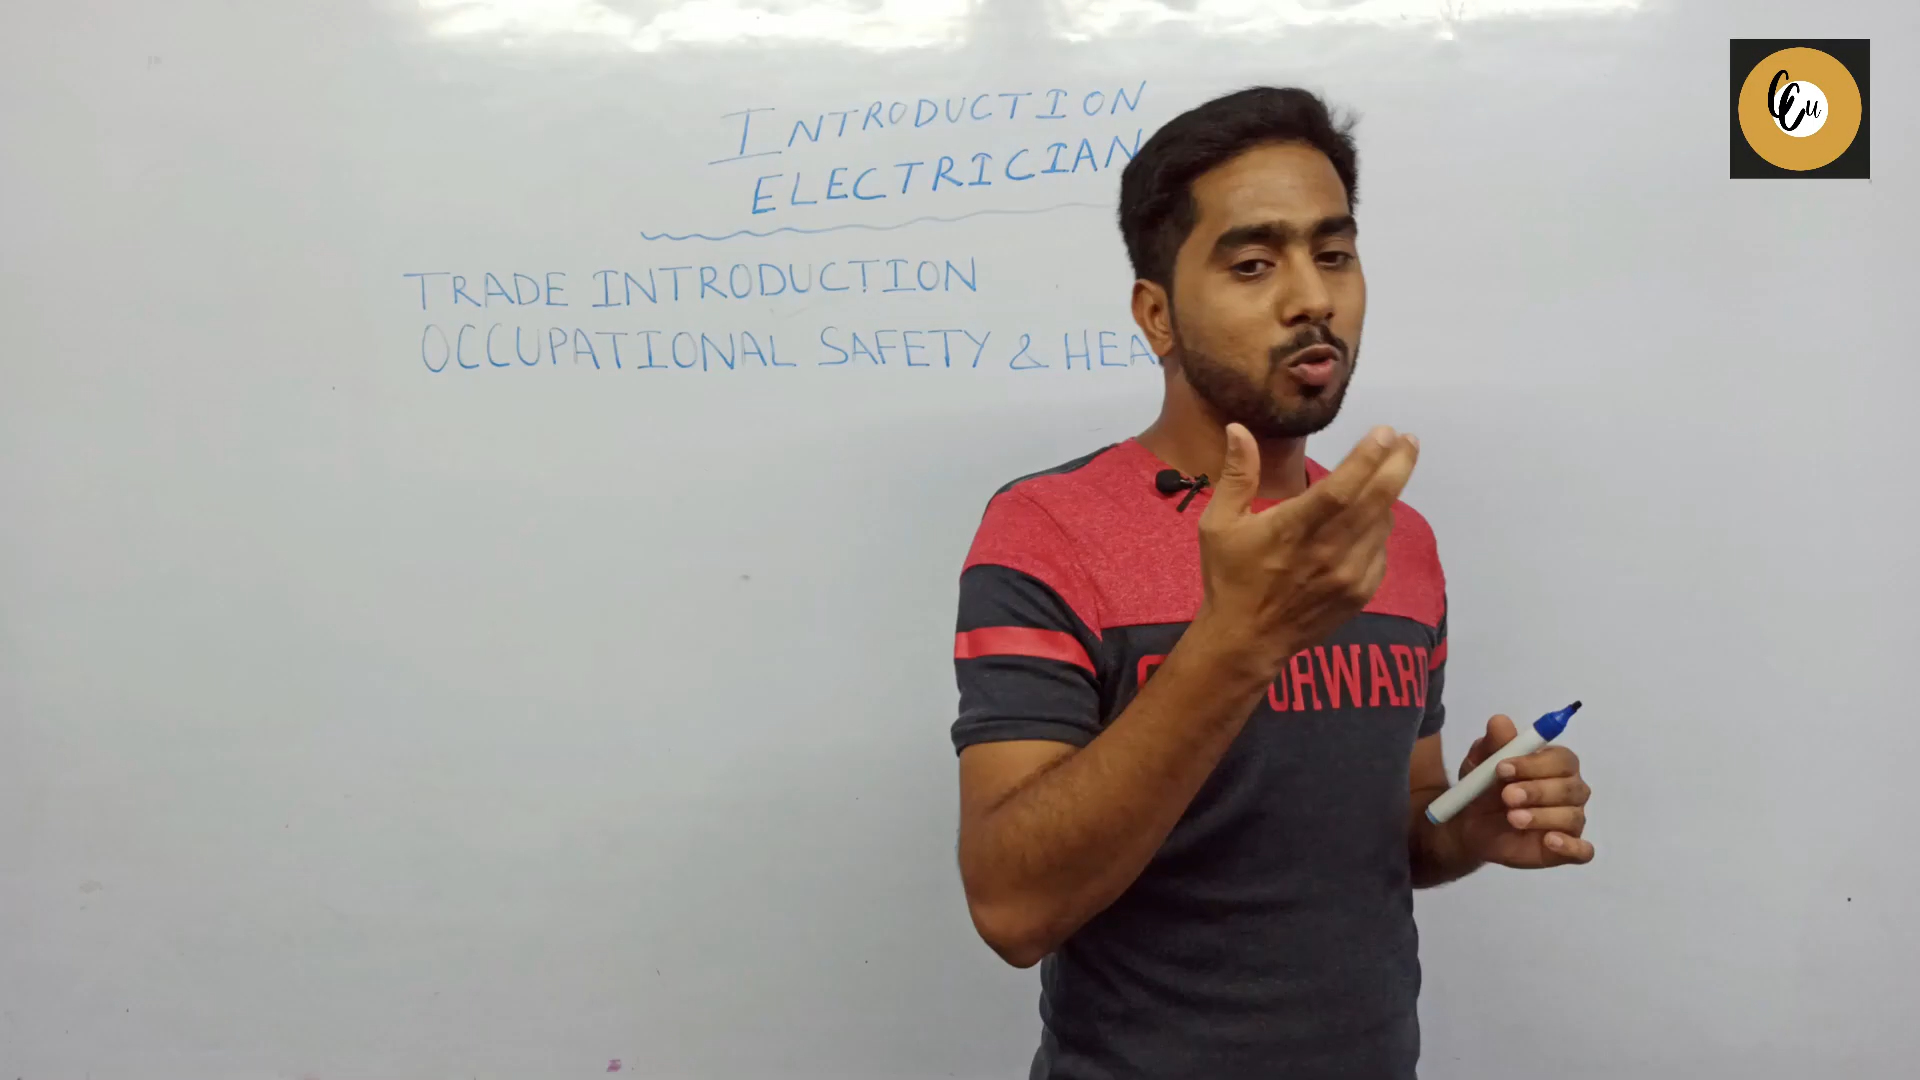 INTRODUCTION
ELECTRICIAN
TRADE INTRODUCTION
OCCUPATIONAL SAFETY & HEA
ORWARD